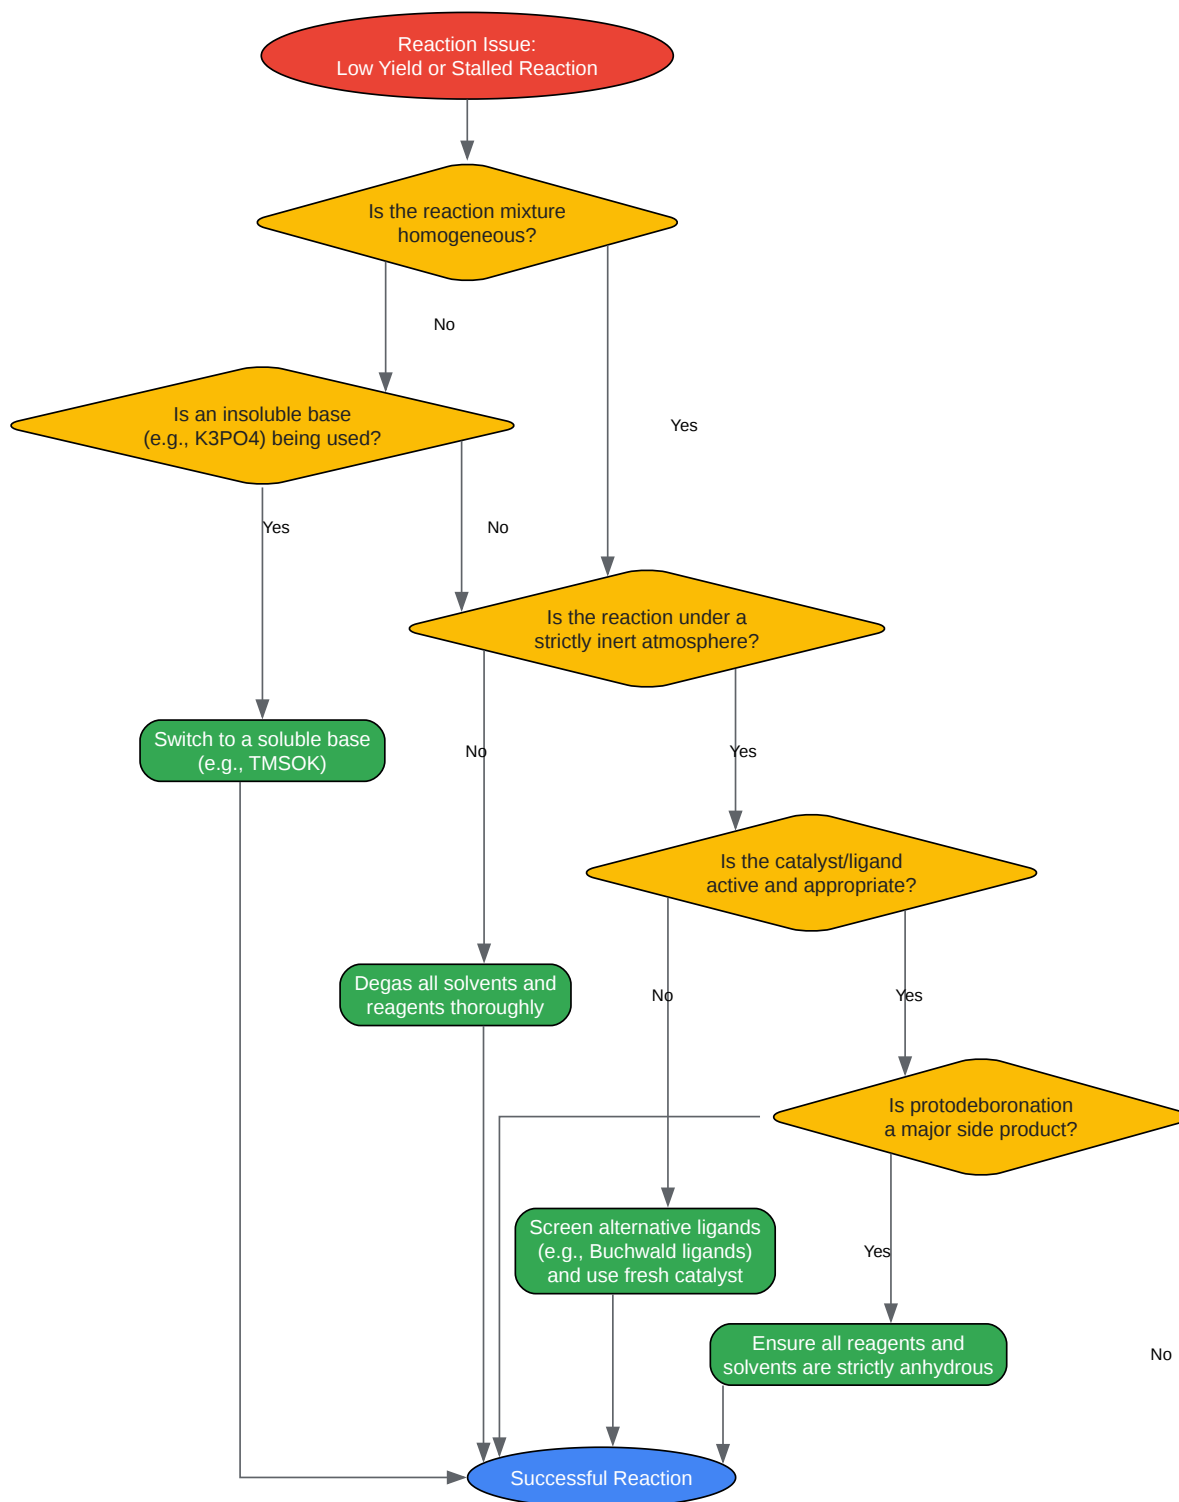 Reaction Issue:
Low Yield or Stalled Reaction
Is the reaction mixture
homogeneous?
No
Is an insoluble base
(e.g., K3PO4) being used?
Yes
Yes
No
Is the reaction under a
strictly inert atmosphere?
Switch to a soluble base
(e.g., TMSOK)
No
Yes
Is the catalyst/ligand
active and appropriate?
Degas all solvents and
reagents thoroughly
No
Yes
Is protodeboronation
a major side product?
Screen alternative ligands
(e.g., Buchwald ligands)
and use fresh catalyst
Yes
Ensure all reagents and
solvents are strictly anhydrous
No
Successful Reaction